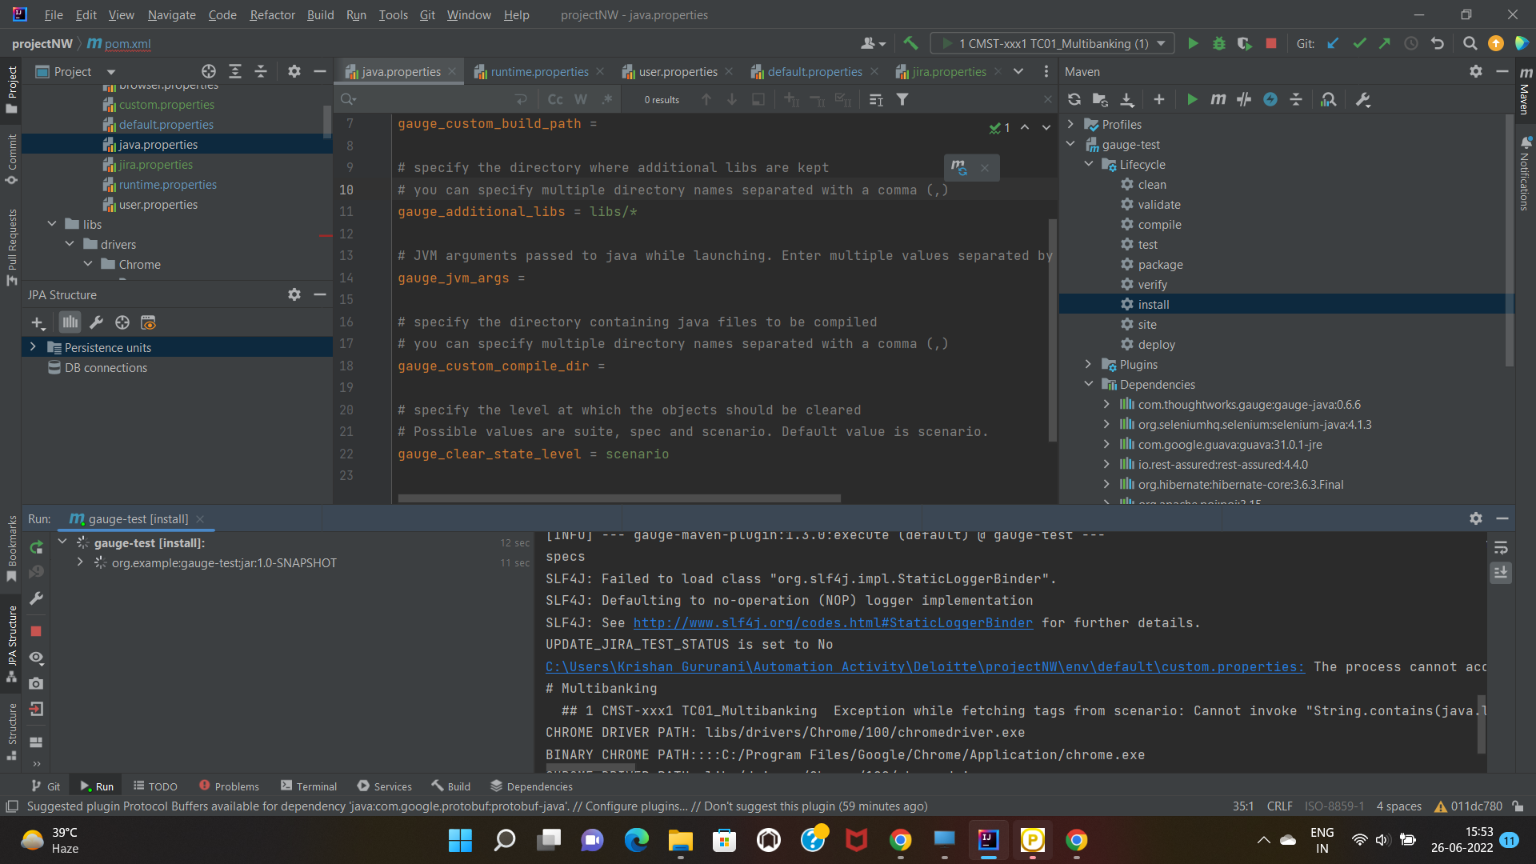 File Edit View Navigate Code Refactor Build Run Tools Git Window Help projectNW - java.properties
projectNW pom.xml
1 CMST-xxx1 TC01_Multibanking (1)
Git:
Project
Commit
Pull Requests
Bookmarks
JPA Structure
Structure
Project
browser.properties
custom.properties
default.properties
java.properties
jira.properties
runtime.properties
user.properties
libs
drivers
Chrome
JPA Structure
Persistence units
DB connections
java.properties runtime.properties user.properties default.properties jira.properties
Cc W .* 0 results
1
7 gauge_custom_build_path =
8
9 # specify the directory where additional libs are kept
10 # you can specify multiple directory names separated with a comma (,)
11 gauge_additional_libs = libs/*
12
13 # JVM arguments passed to java while launching. Enter multiple values separated by
14 gauge_jvm_args =
15
16 # specify the directory containing java files to be compiled
17 # you can specify multiple directory names separated with a comma (,)
18 gauge_custom_compile_dir =
19
20 # specify the level at which the objects should be cleared
21 # Possible values are suite, spec and scenario. Default value is scenario.
22 gauge_clear_state_level = scenario
23
Maven
Profiles
gauge-test
Lifecycle
clean
validate
compile
test
package
verify
install
site
deploy
Plugins
Dependencies
com.thoughtworks.gauge:gauge-java:0.6.6
org.seleniumhq.selenium:selenium-java:4.1.3
com.google.guava:guava:31.0.1-jre
io.rest-assured:rest-assured:4.4.0
org.hibernate:hibernate-core:3.6.3.Final
Maven
Notifications
Run: gauge-test [install]
gauge-test [install]: 12 sec
org.example:gauge-test:jar:1.0-SNAPSHOT 11 sec
[INFO] --- gauge-maven-plugin:1.3.0:execute (default) @ gauge-test ---
specs
SLF4J: Failed to load class "org.slf4j.impl.StaticLoggerBinder".
SLF4J: Defaulting to no-operation (NOP) logger implementation
SLF4J: See http://www.slf4j.org/codes.html#StaticLoggerBinder for further details.
UPDATE_JIRA_TEST_STATUS is set to No
C:\Users\Krishan Gururani\Automation Activity\Deloitte\projectNW\env\default\custom.properties: The process cannot acc
# Multibanking
## 1 CMST-xxx1 TC01_Multibanking Exception while fetching tags from scenario: Cannot invoke "String.contains(java.l
CHROME DRIVER PATH: libs/drivers/Chrome/100/chromedriver.exe
BINARY CHROME PATH::::C:/Program Files/Google/Chrome/Application/chrome.exe
Git Run TODO Problems Terminal Services Build Dependencies
Suggested plugin Protocol Buffers available for dependency 'java:com.google.protobuf:protobuf-java'. // Configure plugins... // Don't suggest this plugin (59 minutes ago) 35:1 CRLF ISO-8859-1 4 spaces 011dc780
39°C
Haze
ENG
IN
15:53
26-06-2022
11